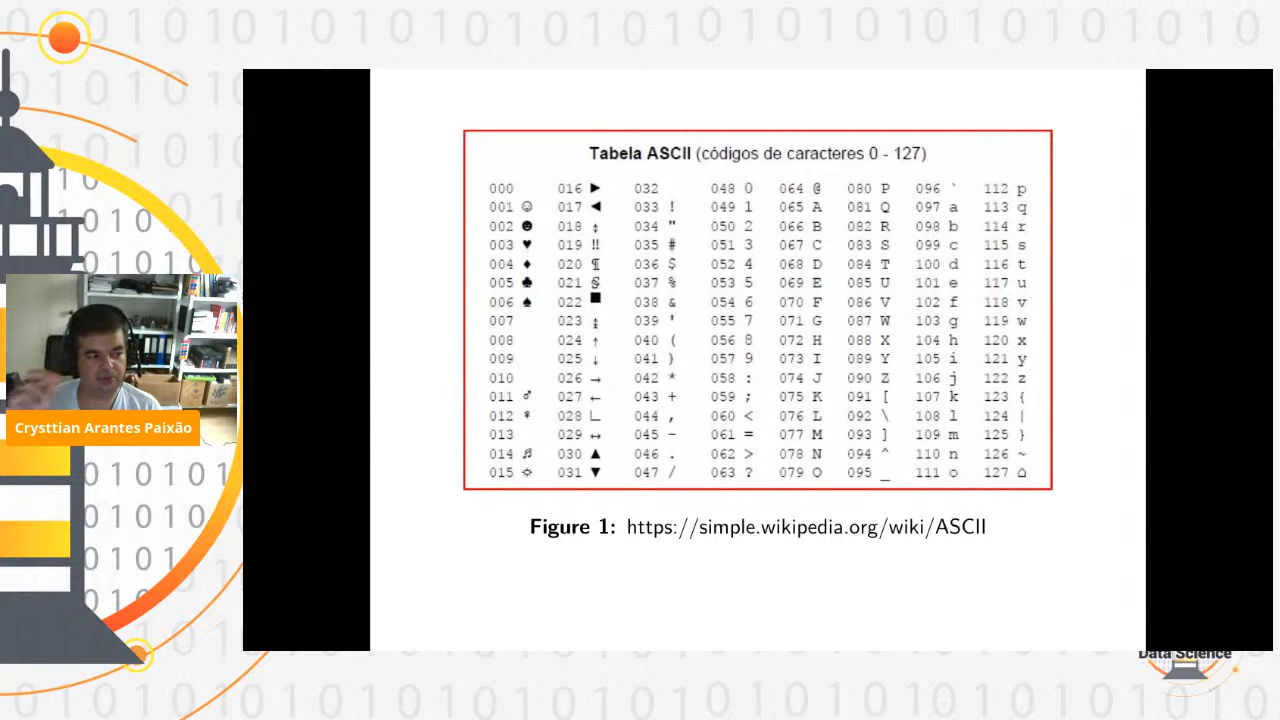 Tabela ASCII (códigos de caracteres 0 - 127)
000 016 ► 032 048 0 064 @ 080 P 096 ` 112 p
001 ☺ 017 ◄ 033 ! 049 1 065 A 081 Q 097 a 113 q
002 ☻ 018 ↕ 034 " 050 2 066 B 082 R 098 b 114 r
003 ♥ 019 ‼ 035 # 051 3 067 C 083 S 099 c 115 s
004 ♦ 020 ¶ 036 $ 052 4 068 D 084 T 100 d 116 t
005 ♣ 021 § 037 % 053 5 069 E 085 U 101 e 117 u
006 ♠ 022 ■ 038 & 054 6 070 F 086 V 102 f 118 v
007 023 ↨ 039 ' 055 7 071 G 087 W 103 g 119 w
008 024 ↑ 040 ( 056 8 072 H 088 X 104 h 120 x
009 025 ↓ 041 ) 057 9 073 I 089 Y 105 i 121 y
010 026 → 042 * 058 : 074 J 090 Z 106 j 122 z
011 ♂ 027 ← 043 + 059 ; 075 K 091 [ 107 k 123 {
012 ♀ 028 ∟ 044 , 060 < 076 L 092 \ 108 l 124 |
013 029 ↔ 045 - 061 = 077 M 093 ] 109 m 125 }
014 ♬ 030 ▲ 046 . 062 > 078 N 094 ^ 110 n 126 ~
015 ☼ 031 ▼ 047 / 063 ? 079 O 095 _ 111 o 127 ⌂
Figure 1: https://simple.wikipedia.org/wiki/ASCII
Crysttian Arantes Paixão
Data Science